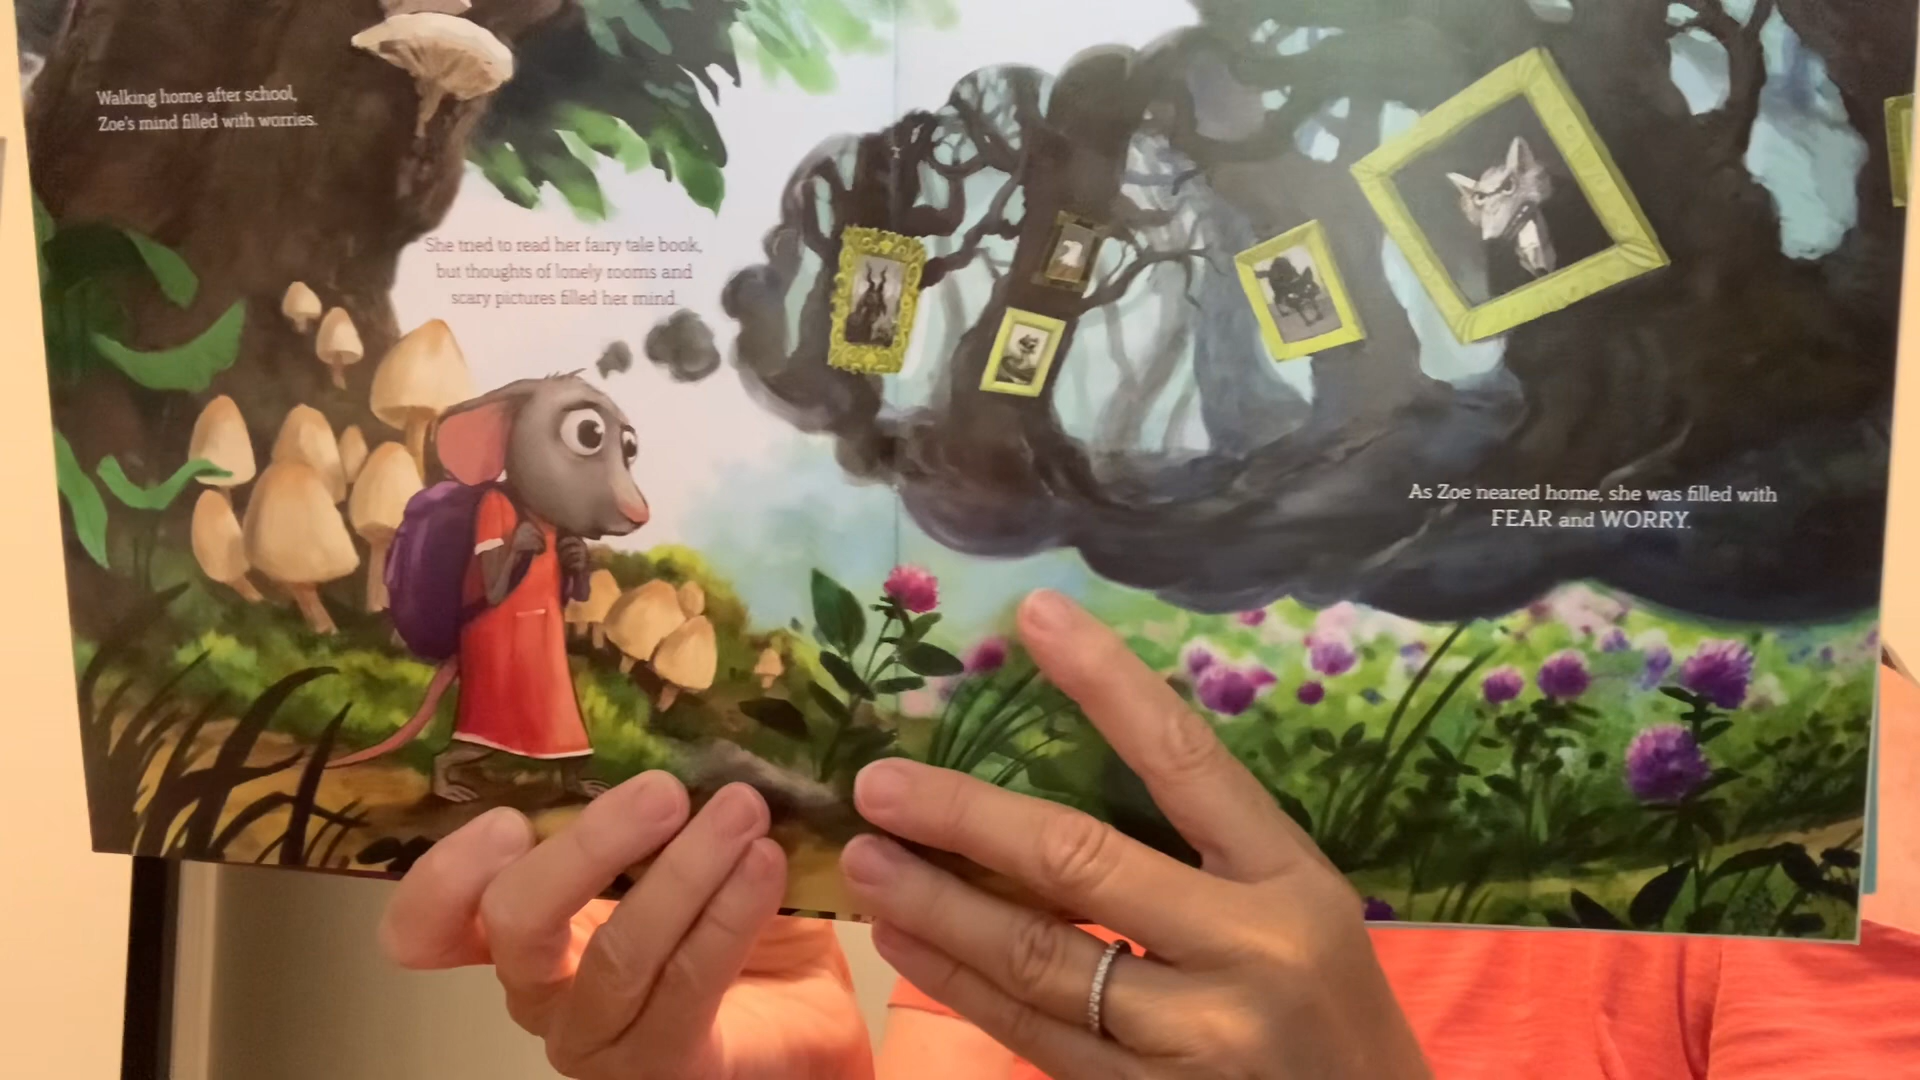 Walking home after school,
Zoe's mind filled with worries.
She tried to read her fairy tale book,
but thoughts of lonely rooms and
scary pictures filled her mind.
As Zoe neared home, she was filled with
FEAR and WORRY.